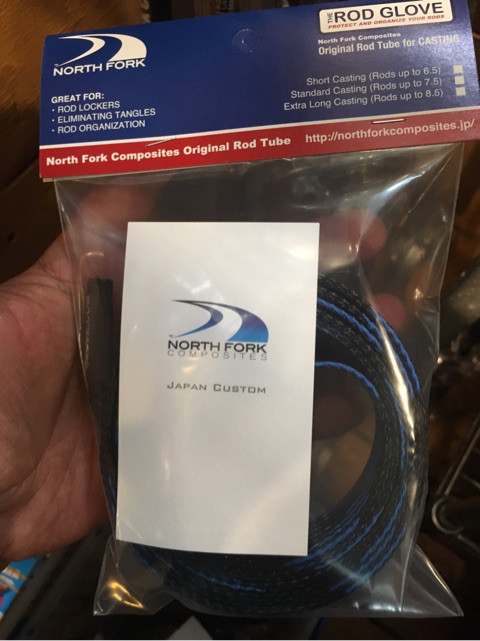 THE ROD GLOVE
PROTECT AND ORGANIZE YOUR RODS
North Fork Composites
Original Rod Tube for CASTING
NORTH FORK
Short Casting (Rods up to 6.5)
Standard Casting (Rods up to 7.5)
Extra Long Casting (Rods up to 8.5)
GREAT FOR:
• ROD LOCKERS
• ELIMINATING TANGLES
• ROD ORGANIZATION
North Fork Composites Original Rod Tube http://northforkcomposites.jp/
NORTH FORK
COMPOSITES
JAPAN CUSTOM